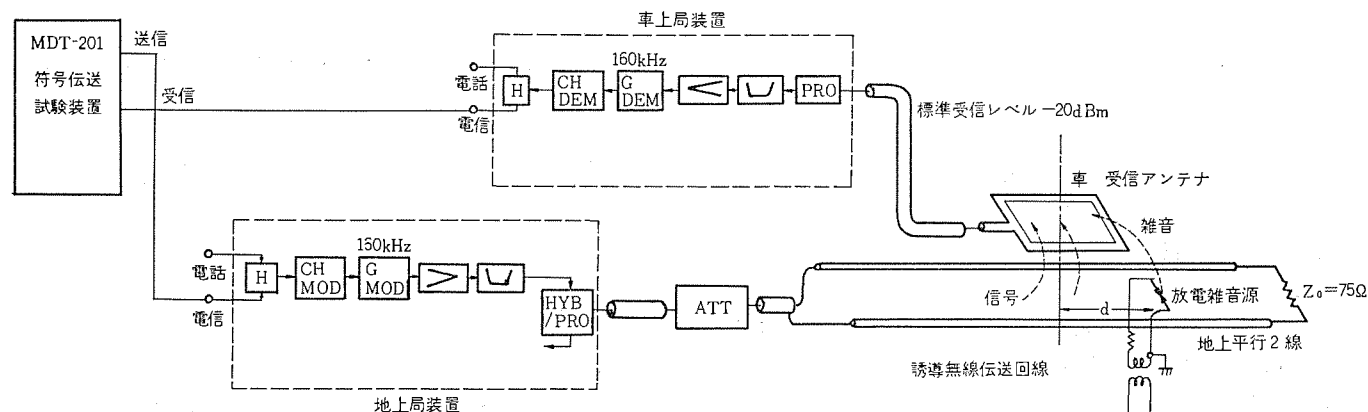 MDT-201
符号伝送
試験装置
送信
受信
車上局装置
電話
電信
H
CH
DEM
160kHz
G
DEM
PRO
標準受信レベル－20dBm
車　受信アンテナ
雑音
信号
d
放電雑音源
Z₀＝75Ω
地上平行2線
誘導無線伝送回線
電話
電信
H
CH
MOD
160kHz
G
MOD
HYB
/PRO
ATT
地上局装置